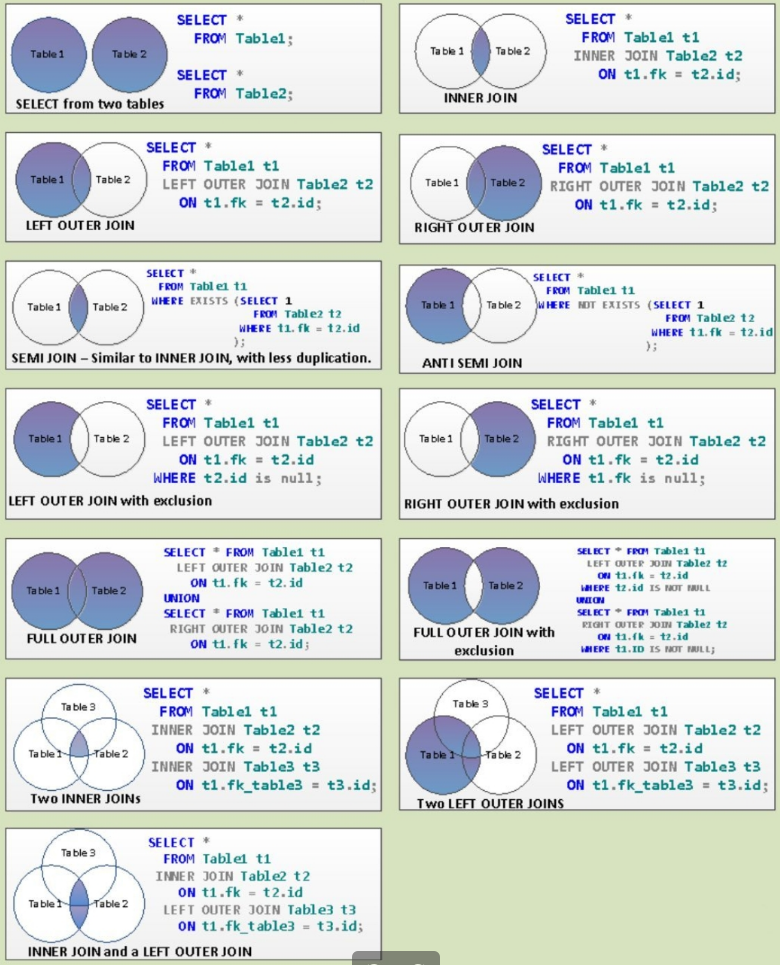 Table 1
Table 2
SELECT *
FROM Table1;
SELECT *
FROM Table2;
SELECT from two tables
Table 1
Table 2
SELECT *
FROM Table1 t1
INNER JOIN Table2 t2
ON t1.fk = t2.id;
INNER JOIN
Table 1
Table 2
SELECT *
FROM Table1 t1
LEFT OUTER JOIN Table2 t2
ON t1.fk = t2.id;
LEFT OUTER JOIN
Table 1
Table 2
SELECT *
FROM Table1 t1
RIGHT OUTER JOIN Table2 t2
ON t1.fk = t2.id;
RIGHT OUTER JOIN
Table 1
Table 2
SELECT *
FROM Table1 t1
WHERE EXISTS (SELECT 1
FROM Table2 t2
WHERE t1.fk = t2.id
);
SEMI JOIN – Similar to INNER JOIN, with less duplication.
Table 1
Table 2
SELECT *
FROM Table1 t1
WHERE NOT EXISTS (SELECT 1
FROM Table2 t2
WHERE t1.fk = t2.id
);
ANTI SEMI JOIN
Table 1
Table 2
SELECT *
FROM Table1 t1
LEFT OUTER JOIN Table2 t2
ON t1.fk = t2.id
WHERE t2.id is null;
LEFT OUTER JOIN with exclusion
Table 1
Table 2
SELECT *
FROM Table1 t1
RIGHT OUTER JOIN Table2 t2
ON t1.fk = t2.id
WHERE t1.fk is null;
RIGHT OUTER JOIN with exclusion
Table 1
Table 2
SELECT * FROM Table1 t1
LEFT OUTER JOIN Table2 t2
ON t1.fk = t2.id
UNION
SELECT * FROM Table1 t1
RIGHT OUTER JOIN Table2 t2
ON t1.fk = t2.id;
FULL OUTER JOIN
Table 1
Table 2
SELECT * FROM Table1 t1
LEFT OUTER JOIN Table2 t2
ON t1.fk = t2.id
WHERE t2.id IS NOT NULL
UNION
SELECT * FROM Table1 t1
RIGHT OUTER JOIN Table2 t2
ON t1.fk = t2.id
WHERE t1.ID IS NOT NULL;
FULL OUTER JOIN with
exclusion
Table 3
Table 1
Table 2
SELECT *
FROM Table1 t1
INNER JOIN Table2 t2
ON t1.fk = t2.id
INNER JOIN Table3 t3
ON t1.fk_table3 = t3.id;
Two INNER JOINs
Table 3
Table 1
Table 2
SELECT *
FROM Table1 t1
LEFT OUTER JOIN Table2 t2
ON t1.fk = t2.id
LEFT OUTER JOIN Table3 t3
ON t1.fk_table3 = t3.id;
Two LEFT OUTER JOINS
Table 3
Table 1
Table 2
SELECT *
FROM Table1 t1
INNER JOIN Table2 t2
ON t1.fk = t2.id
LEFT OUTER JOIN Table3 t3
ON t1.fk_table3 = t3.id;
INNER JOIN and a LEFT OUTER JOIN